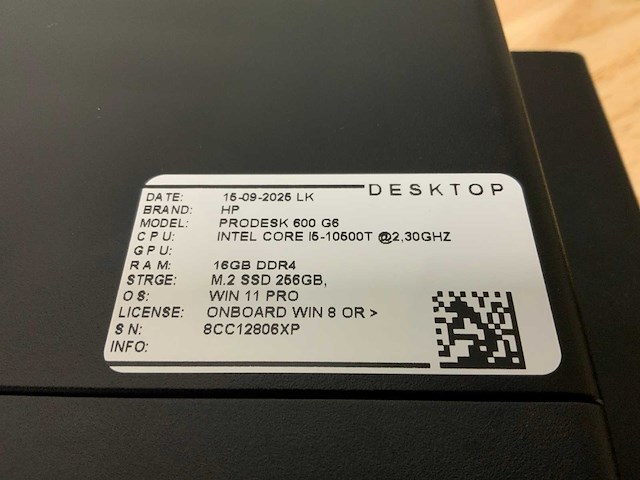 DESKTOP
DATE: 15-09-2025 LK
BRAND: HP
MODEL: PRODESK 600 G6
CPU: INTEL CORE I5-10500T @2,30GHZ
GPU:
RAM: 16GB DDR4
STRGE: M.2 SSD 256GB,
OS: WIN 11 PRO
LICENSE: ONBOARD WIN 8 OR >
SN: 8CC12806XP
INFO: